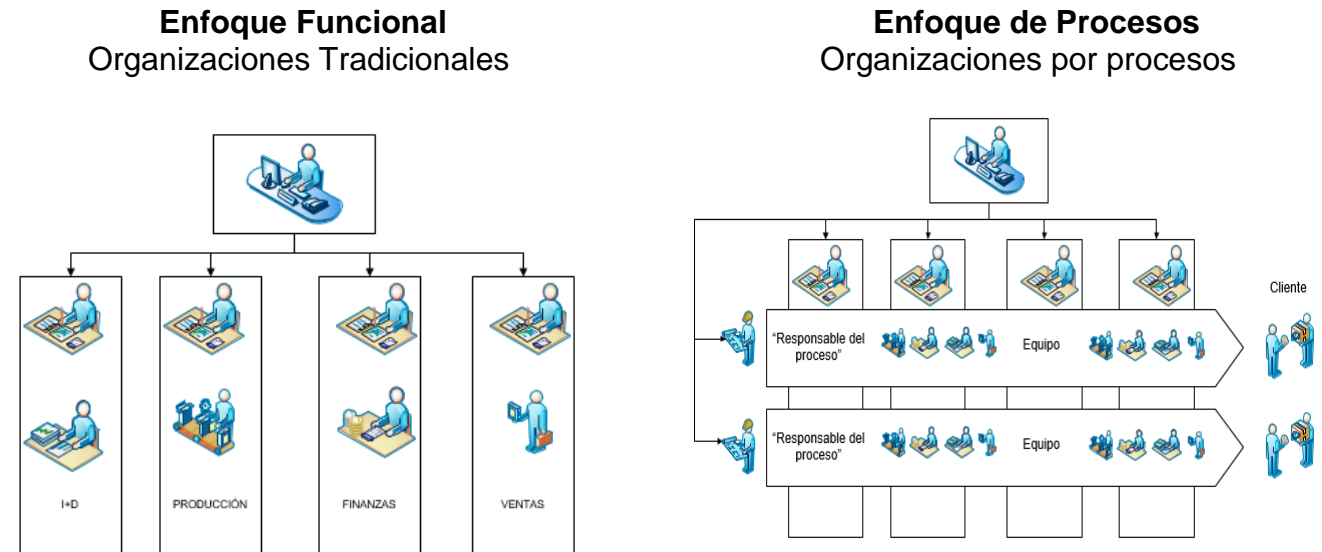 Enfoque Funcional
Organizaciones Tradicionales
I+D
PRODUCCIÓN
FINANZAS
VENTAS
Enfoque de Procesos
Organizaciones por procesos
Cliente
“Responsable del
proceso”
Equipo
“Responsable del
proceso”
Equipo